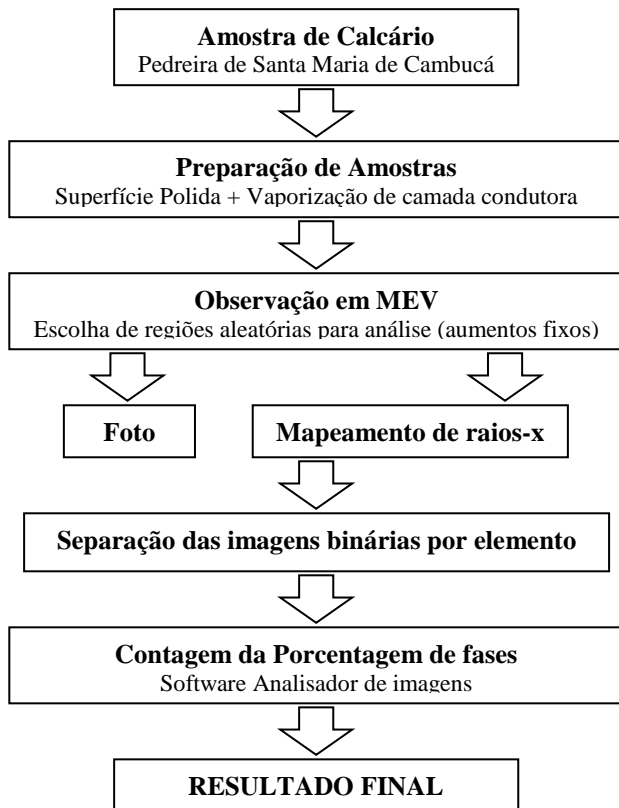 Amostra de Calcário
Pedreira de Santa Maria de Cambucá
Preparação de Amostras
Superfície Polida + Vaporização de camada condutora
Observação em MEV
Escolha de regiões aleatórias para análise (aumentos fixos)
Foto
Mapeamento de raios-x
Separação das imagens binárias por elemento
Contagem da Porcentagem de fases
Software Analisador de imagens
RESULTADO FINAL